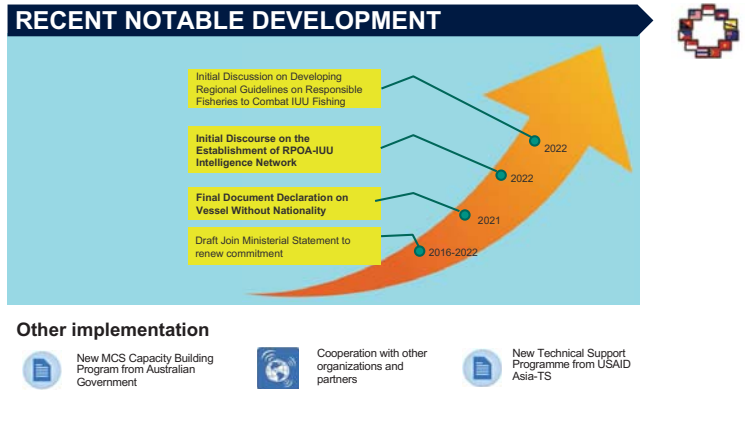 RECENT NOTABLE DEVELOPMENT
Initial Discussion on Developing
Regional Guidelines on Responsible
Fisheries to Combat IUU Fishing
2022
Initial Discourse on the
Establishment of RPOA-IUU
Intelligence Network
2022
Final Document Declaration on
Vessel Without Nationality
2021
Draft Join Ministerial Statement to
renew commitment
2016-2022
Other implementation
New MCS Capacity Building
Program from Australian
Government
Cooperation with other
organizations and
partners
New Technical Support
Programme from USAID
Asia-TS